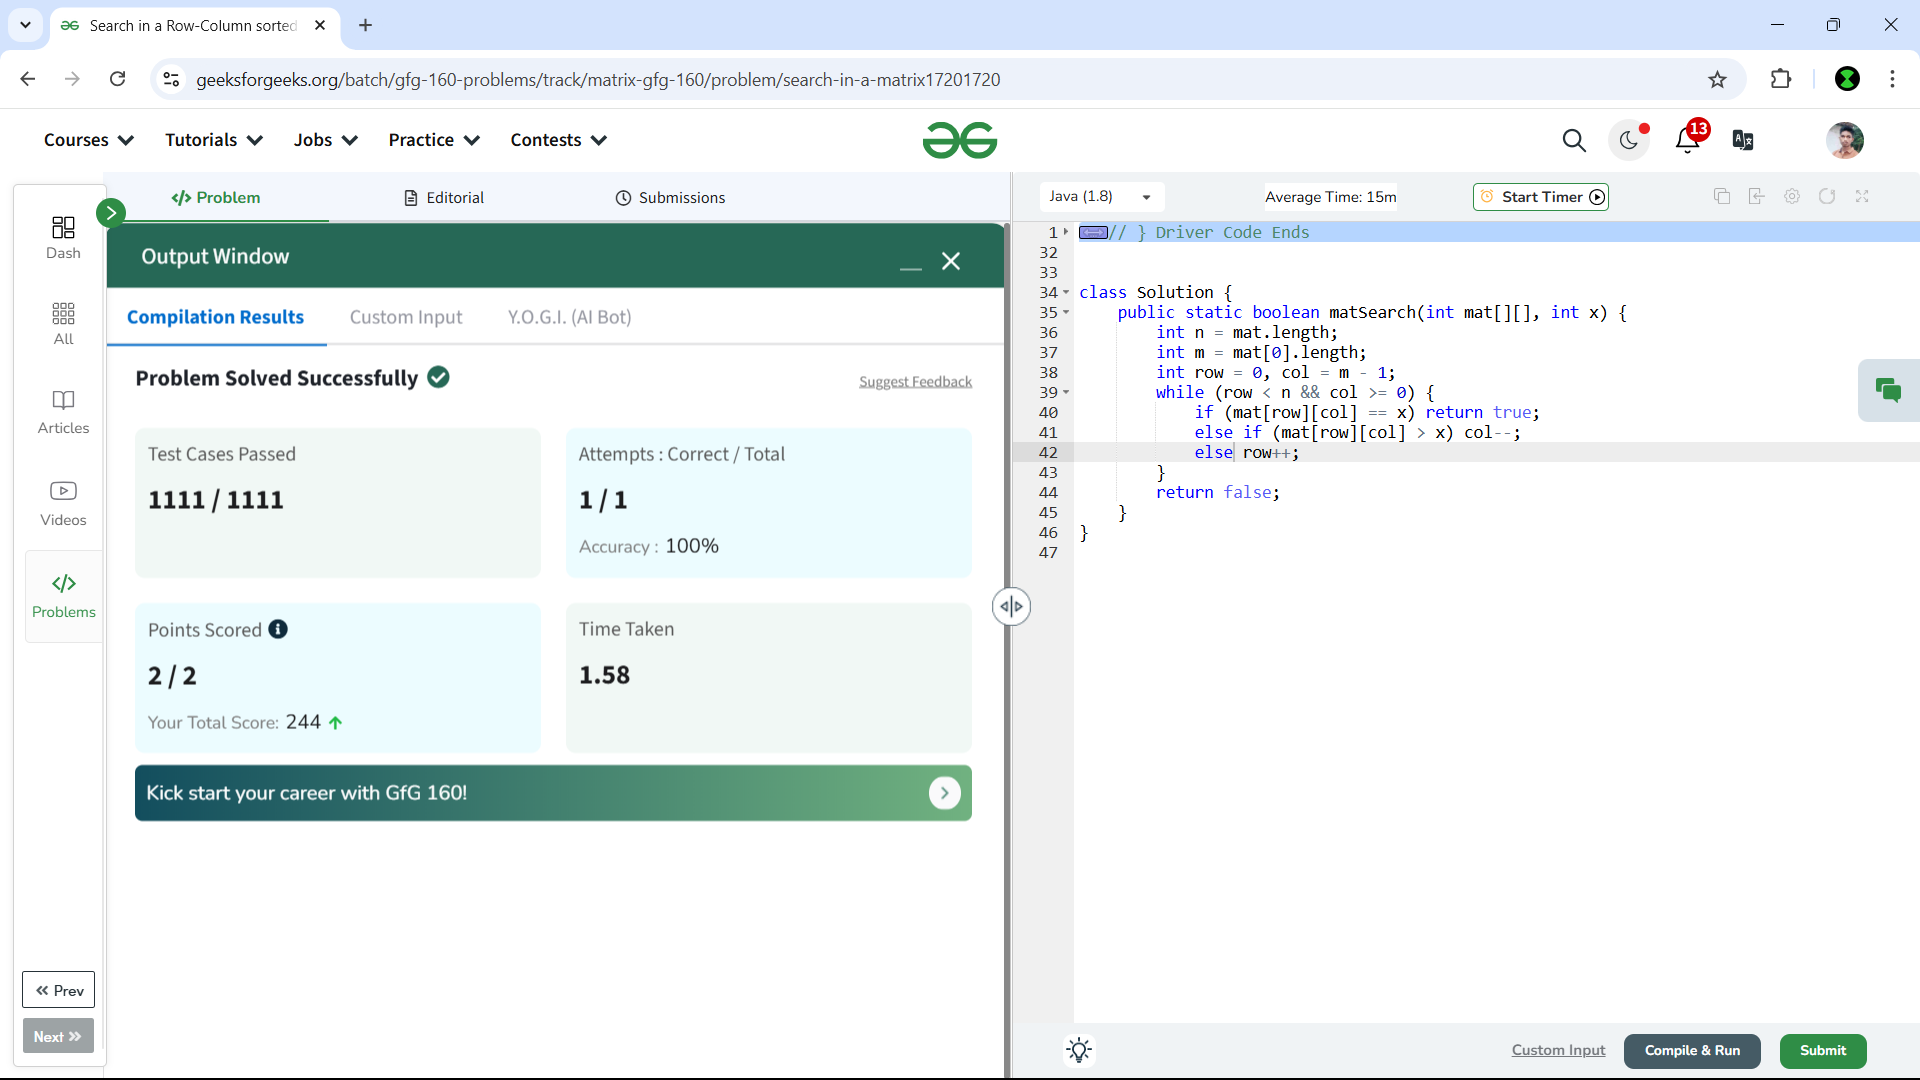 Search in a Row-Column sorted
geeksforgeeks.org/batch/gfg-160-problems/track/matrix-gfg-160/problem/search-in-a-matrix17201720
Courses
Tutorials
Jobs
Practice
Contests
13
Dash
All
Articles
Videos
</>
Problems
<< Prev
Next >>
</> Problem
Editorial
Submissions
Output Window
Compilation Results
Custom Input
Y.O.G.I. (AI Bot)
Problem Solved Successfully
Suggest Feedback
Test Cases Passed
1111 / 1111
Attempts : Correct / Total
1 / 1
Accuracy : 100%
Points Scored
2 / 2
Your Total Score: 244
Time Taken
1.58
Kick start your career with GfG 160!
Java (1.8)
Average Time: 15m
Start Timer
1 // } Driver Code Ends
32
33
34 class Solution {
35 public static boolean matSearch(int mat[][], int x) {
36 int n = mat.length;
37 int m = mat[0].length;
38 int row = 0, col = m - 1;
39 while (row < n && col >= 0) {
40 if (mat[row][col] == x) return true;
41 else if (mat[row][col] > x) col--;
42 else row++;
43 }
44 return false;
45 }
46 }
47
Custom Input
Compile & Run
Submit